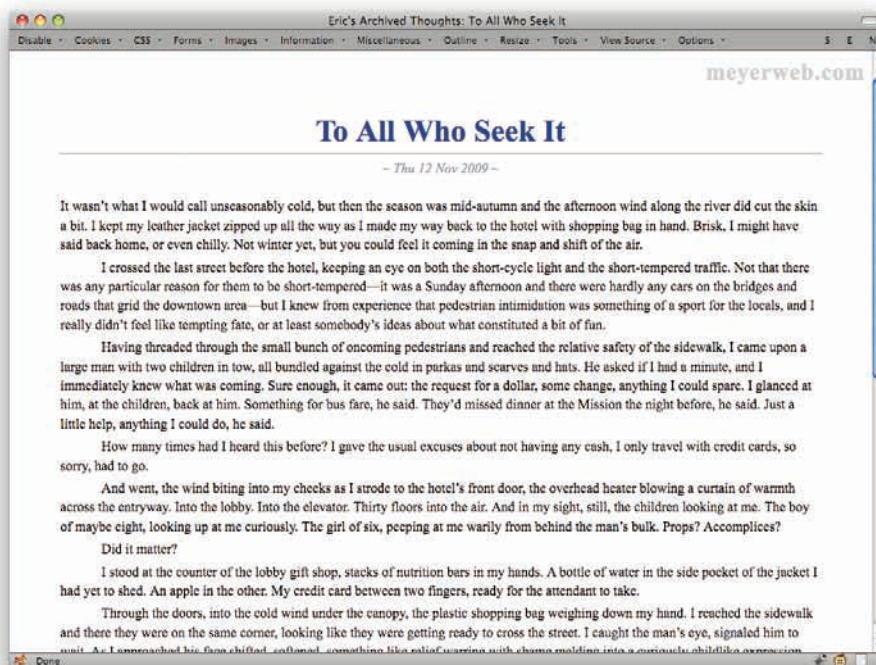 Eric's Archived Thoughts: To All Who Seek It
Disable Cookies CSS Forms Images Information Miscellaneous Outline Resize Tools View Source Options S E N
meyerweb.com
To All Who Seek It
~ Thu 12 Nov 2009 ~
It wasn't what I would call unseasonably cold, but then the season was mid-autumn and the afternoon wind along the river did cut the skin
a bit. I kept my leather jacket zipped up all the way as I made my way back to the hotel with shopping bag in hand. Brisk, I might have
said back home, or even chilly. Not winter yet, but you could feel it coming in the snap and shift of the air.
I crossed the last street before the hotel, keeping an eye on both the short-cycle light and the short-tempered traffic. Not that there
was any particular reason for them to be short-tempered—it was a Sunday afternoon and there were hardly any cars on the bridges and
roads that grid the downtown area—but I knew from experience that pedestrian intimidation was something of a sport for the locals, and I
really didn't feel like tempting fate, or at least somebody's ideas about what constituted a bit of fun.
Having threaded through the small bunch of oncoming pedestrians and reached the relative safety of the sidewalk, I came upon a
large man with two children in tow, all bundled against the cold in parkas and scarves and hats. He asked if I had a minute, and I
immediately knew what was coming. Sure enough, it came out: the request for a dollar, some change, anything I could spare. I glanced at
him, at the children, back at him. Something for bus fare, he said. They'd missed dinner at the Mission the night before, he said. Just a
little help, anything I could do, he said.
How many times had I heard this before? I gave the usual excuses about not having any cash, I only travel with credit cards, so
sorry, had to go.
And went, the wind biting into my cheeks as I strode to the hotel's front door, the overhead heater blowing a curtain of warmth
across the entryway. Into the lobby. Into the elevator. Thirty floors into the air. And in my sight, still, the children looking at me. The boy
of maybe eight, looking up at me curiously. The girl of six, peeping at me warily from behind the man's bulk. Props? Accomplices?
Did it matter?
I stood at the counter of the lobby gift shop, stacks of nutrition bars in my hands. A bottle of water in the side pocket of the jacket I
had yet to shed. An apple in the other. My credit card between two fingers, ready for the attendant to take.
Through the doors, into the cold wind under the canopy, the plastic shopping bag weighing down my hand. I reached the sidewalk
and there they were on the same corner, looking like they were getting ready to cross the street. I caught the man's eye, signaled him to
wait. As I approached his face shifted, softened, something like relief warring with shame melding into a curiously childlike expression
Done